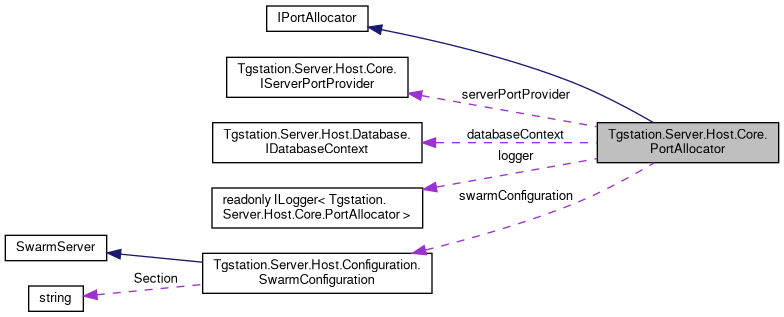 IPortAllocator
Tgstation.Server.Host.Core.
IServerPortProvider
serverPortProvider
Tgstation.Server.Host.Core.
PortAllocator
Tgstation.Server.Host.Database.
IDatabaseContext
databaseContext
logger
readonly ILogger< Tgstation.
Server.Host.Core.PortAllocator >
swarmConfiguration
SwarmServer
Tgstation.Server.Host.Configuration.
SwarmConfiguration
Section
string